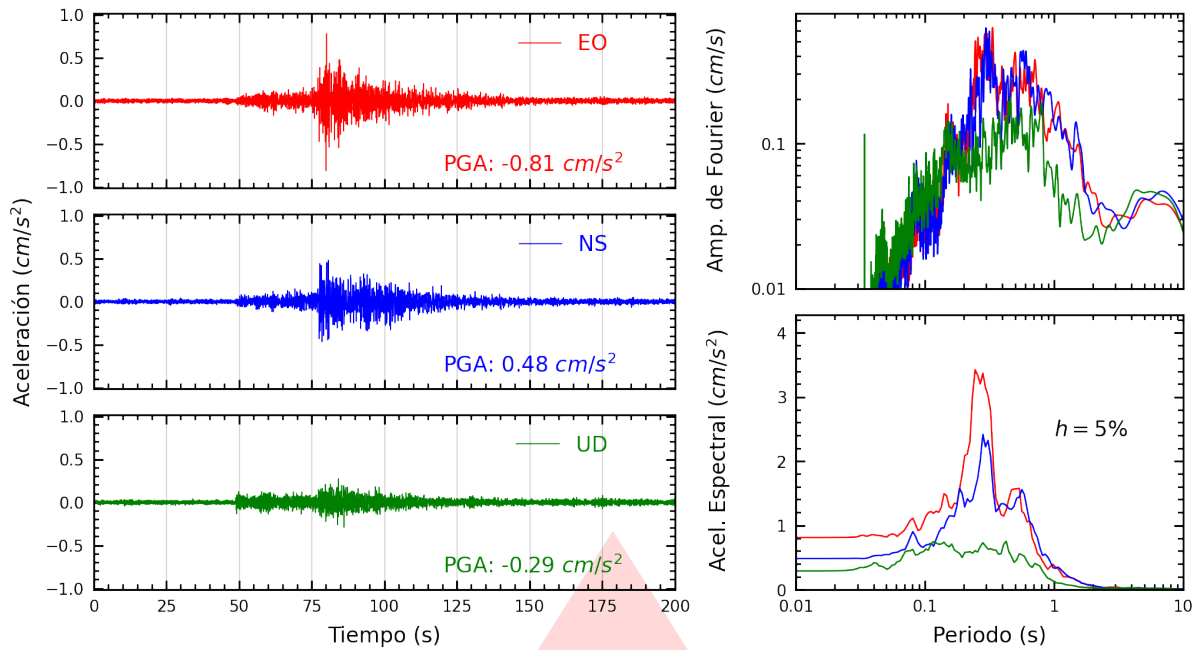 Aceleración (cm/s²)
1.0
0.5
0.0
−0.5
−1.0
EO
PGA: -0.81 cm/s²
1.0
0.5
0.0
−0.5
−1.0
NS
PGA: 0.48 cm/s²
1.0
0.5
0.0
−0.5
−1.0
UD
PGA: -0.29 cm/s²
0 25 50 75 100 125 150 175 200
Tiempo (s)
Amp. de Fourier (cm/s)
0.1
0.01
Acel. Espectral (cm/s²)
4
3
2
1
0
h = 5%
0.01 0.1 1 10
Periodo (s)